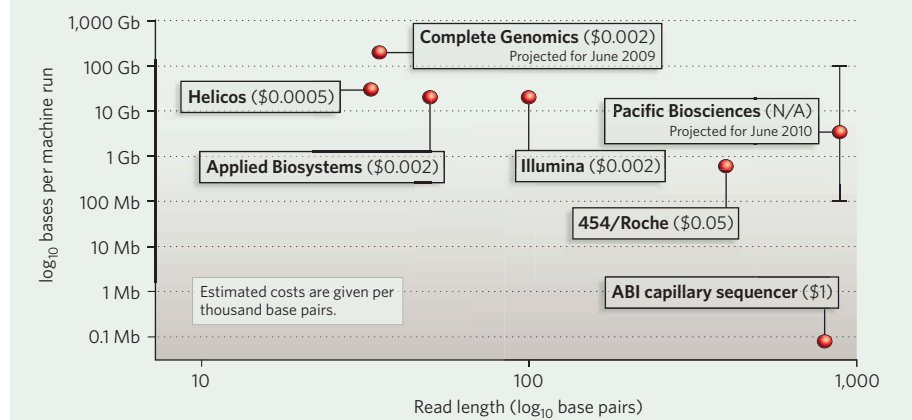 1,000 Gb
100 Gb
10 Gb
1 Gb
100 Mb
10 Mb
1 Mb
0.1 Mb
log10 bases per machine run
Complete Genomics ($0.002)
Projected for June 2009
Helicos ($0.0005)
Pacific Biosciences (N/A)
Projected for June 2010
Applied Biosystems ($0.002)
Illumina ($0.002)
454/Roche ($0.05)
ABI capillary sequencer ($1)
Estimated costs are given per
thousand base pairs.
10
100
1,000
Read length (log10 base pairs)